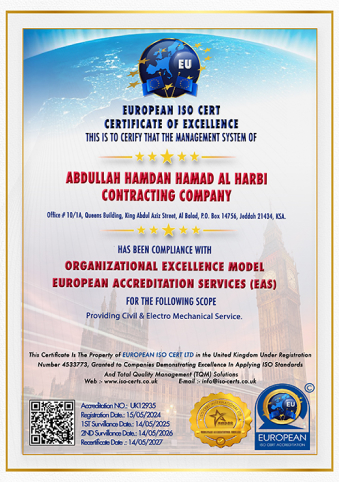 EU
EUROPEAN ISO CERT
CERTIFICATE OF EXCELLENCE
THIS IS TO CERIFY THAT THE MANAGEMENT SYSTEM OF
ABDULLAH HAMDAN HAMAD AL HARBI
CONTRACTING COMPANY
Office # 10/1A, Queens Building, King Abdul Aziz Street, Al Balad, P.O. Box 14756, Jeddah 21434, KSA.
HAS BEEN COMPLIANCE WITH
ORGANIZATIONAL EXCELLENCE MODEL
EUROPEAN ACCREDITATION SERVICES (EAS)
FOR THE FOLLOWING SCOPE
Providing Civil & Electro Mechanical Service.
This Certificate Is The Property of EUROPEAN ISO CERT LTD in the United Kingdom Under Registration
Number 4533773, Granted to Companies Demonstrating Excellence In Applying ISO Standards
And Total Quality Management (TQM) Solutions
Web :- www.iso-certs.co.uk E-mail :- info@iso-certs.co.uk
Accreditation NO.: UK12935
Registration Date.: 15/05/2024
1ST Surveillance Date.: 14/05/2025
2ND Surveillance Date.: 14/05/2026
Recertificate Date .: 14/05/2027
©
EU
EUROPEAN
ISO CERT ACCREDITATION